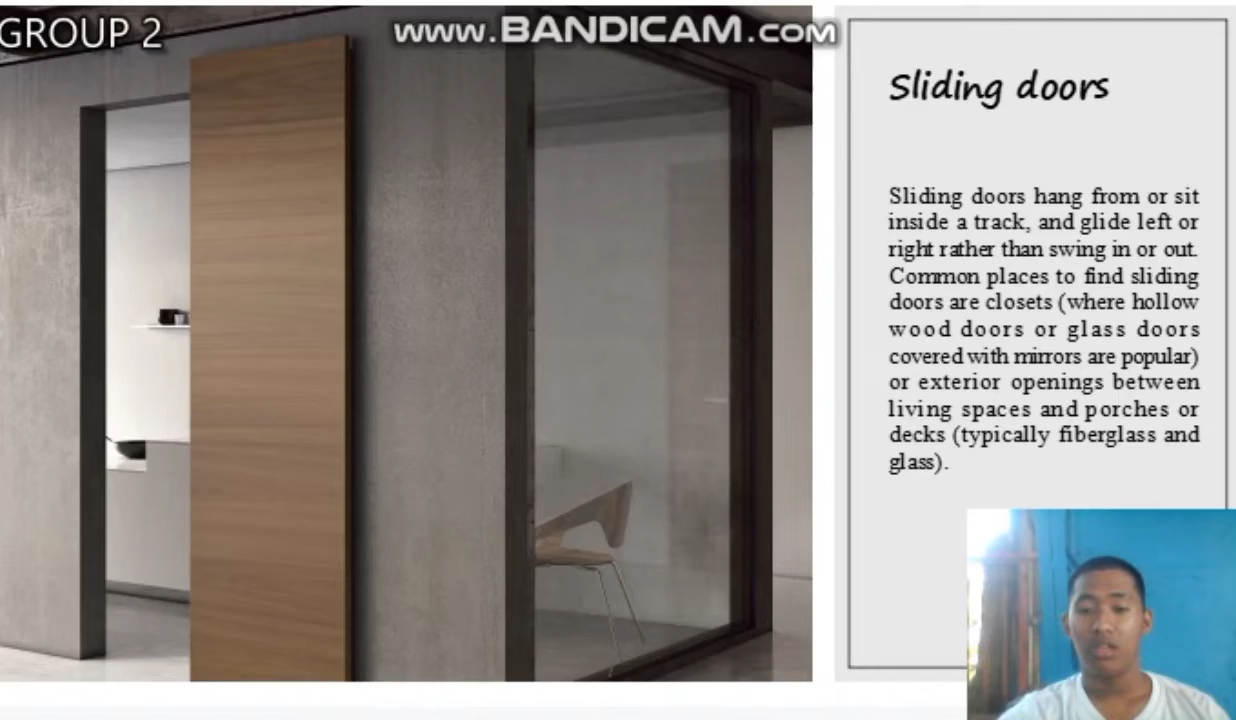 GROUP 2
www.BANDICAM.com
Sliding doors
Sliding doors hang from or sit
inside a track, and glide left or
right rather than swing in or out.
Common places to find sliding
doors are closets (where hollow
wood doors or glass doors
covered with mirrors are popular)
or exterior openings between
living spaces and porches or
decks (typically fiberglass and
glass).